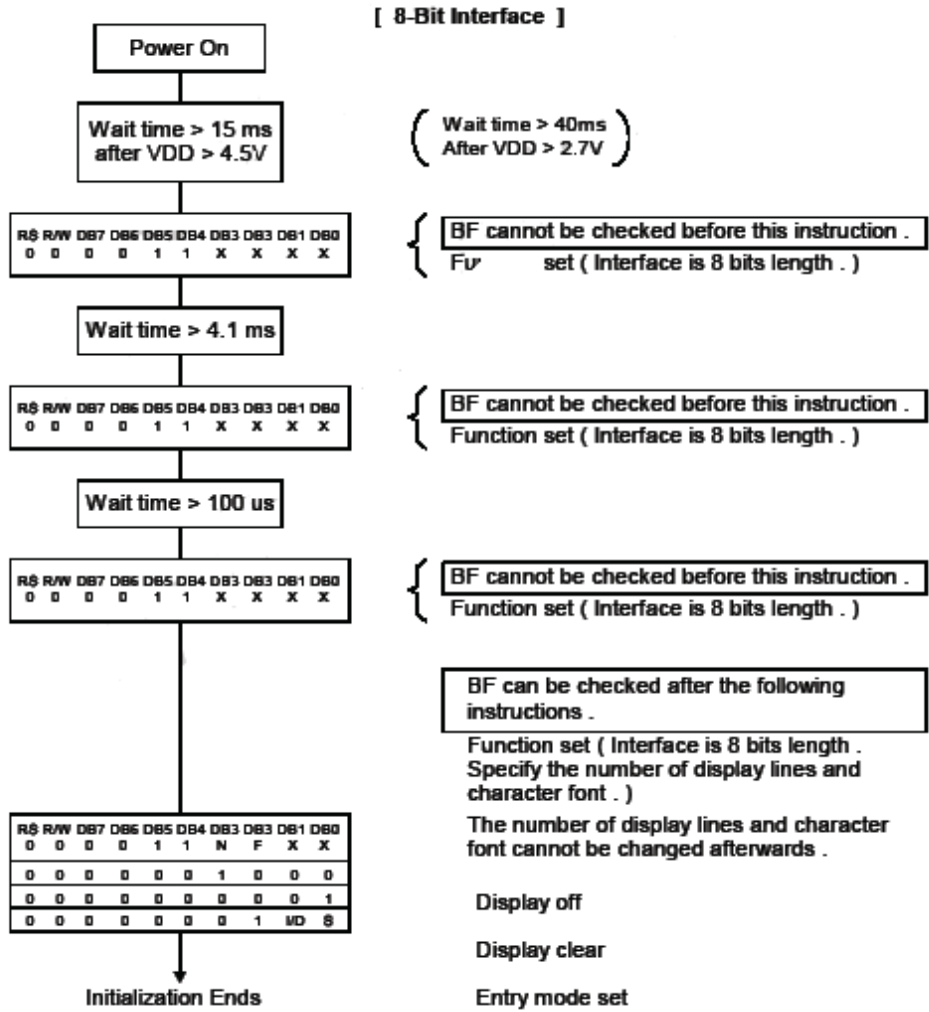 [ 8-Bit Interface ]
Power On
Wait time > 15 ms
after VDD > 4.5V
Wait time > 40ms
After VDD > 2.7V
RS R/W DB7 DB6 DB5 DB4 DB3 DB3 DB1 DB0
0 0 0 0 1 1 X X X X
BF cannot be checked before this instruction .
set ( Interface is 8 bits length . )
Wait time > 4.1 ms
RS R/W DB7 DB6 DB5 DB4 DB3 DB3 DB1 DB0
0 0 0 0 1 1 X X X X
BF cannot be checked before this instruction .
Function set ( Interface is 8 bits length . )
Wait time > 100 us
RS R/W DB7 DB6 DB5 DB4 DB3 DB3 DB1 DB0
0 0 0 0 1 1 X X X X
BF cannot be checked before this instruction .
Function set ( Interface is 8 bits length . )
BF can be checked after the following
instructions .
Function set ( Interface is 8 bits length .
Specify the number of display lines and
character font . )
The number of display lines and character
font cannot be changed afterwards .
RS R/W DB7 DB6 DB5 DB4 DB3 DB3 DB1 DB0
0 0 0 0 1 1 N F X X
0 0 0 0 0 0 1 0 0 0
0 0 0 0 0 0 0 0 0 1
0 0 0 0 0 0 0 1 I/D S
Display off
Display clear
Entry mode set
Initialization Ends